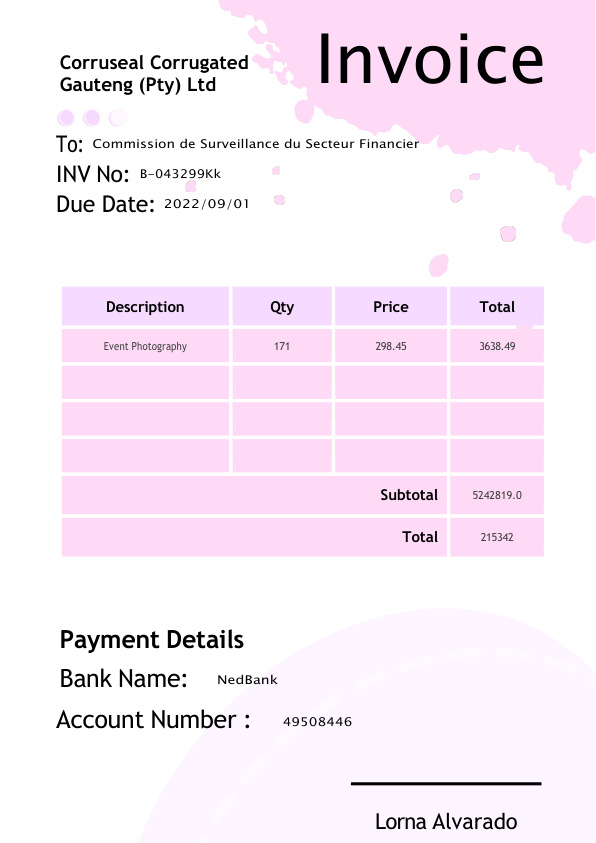 Corruseal Corrugated
Gauteng (Pty) Ltd
Invoice
To: Commission de Surveillance du Secteur Financier
INV No: B-043299Kk
Due Date: 2022/09/01
Description Qty Price Total
Event Photography 171 298.45 3638.49
Subtotal 5242819.0
Total 215342
Payment Details
Bank Name: NedBank
Account Number : 49508446
Lorna Alvarado